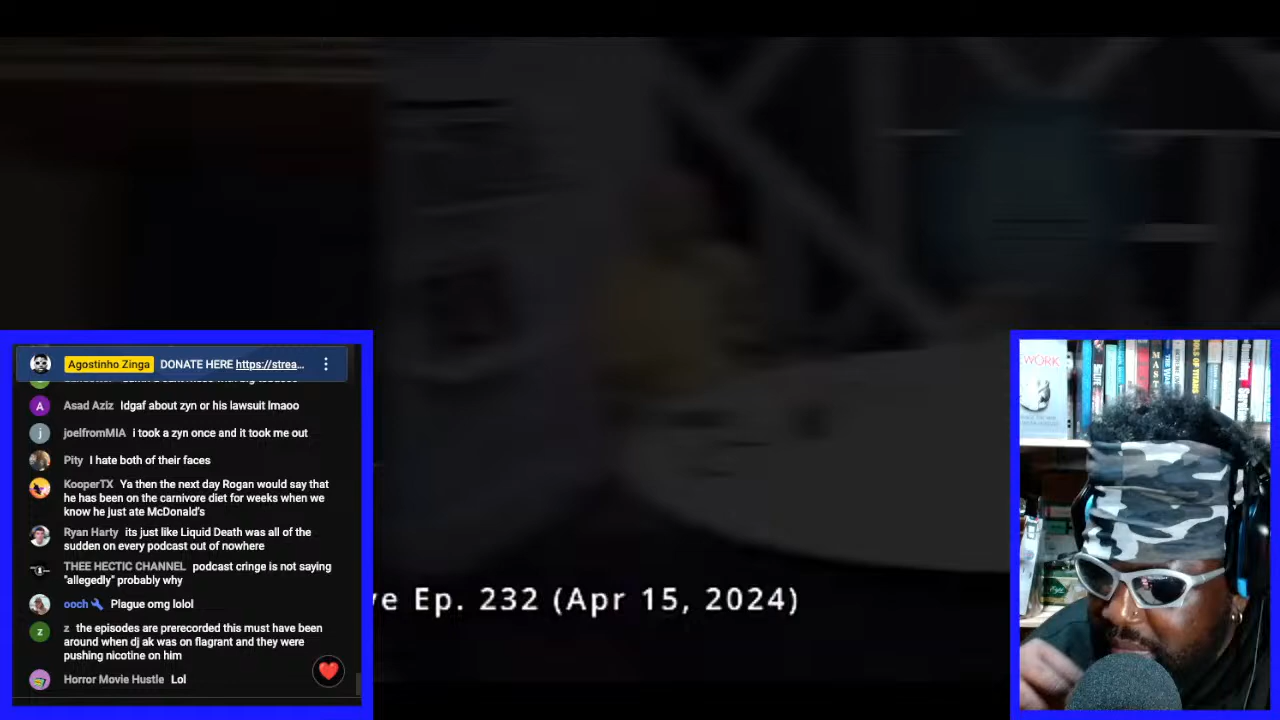 Agostinho Zinga DONATE HERE https://strea...
Asad Aziz Idgaf about zyn or his lawsuit lmaoo
joelfromMIA i took a zyn once and it took me out
Pity I hate both of their faces
KooperTX Ya then the next day Rogan would say that
he has been on the carnivore diet for weeks when we
know he just ate McDonald's
Ryan Harty its just like Liquid Death was all of the
sudden on every podcast out of nowhere
THEE HECTIC CHANNEL podcast cringe is not saying
"allegedly" probably why
ooch Plague omg lolol
z the episodes are prerecorded this must have been
around when dj ak was on flagrant and they were
pushing nicotine on him
Horror Movie Hustle Lol
ve Ep. 232 (Apr 15, 2024)
WORK
TOOLS OF TITANS